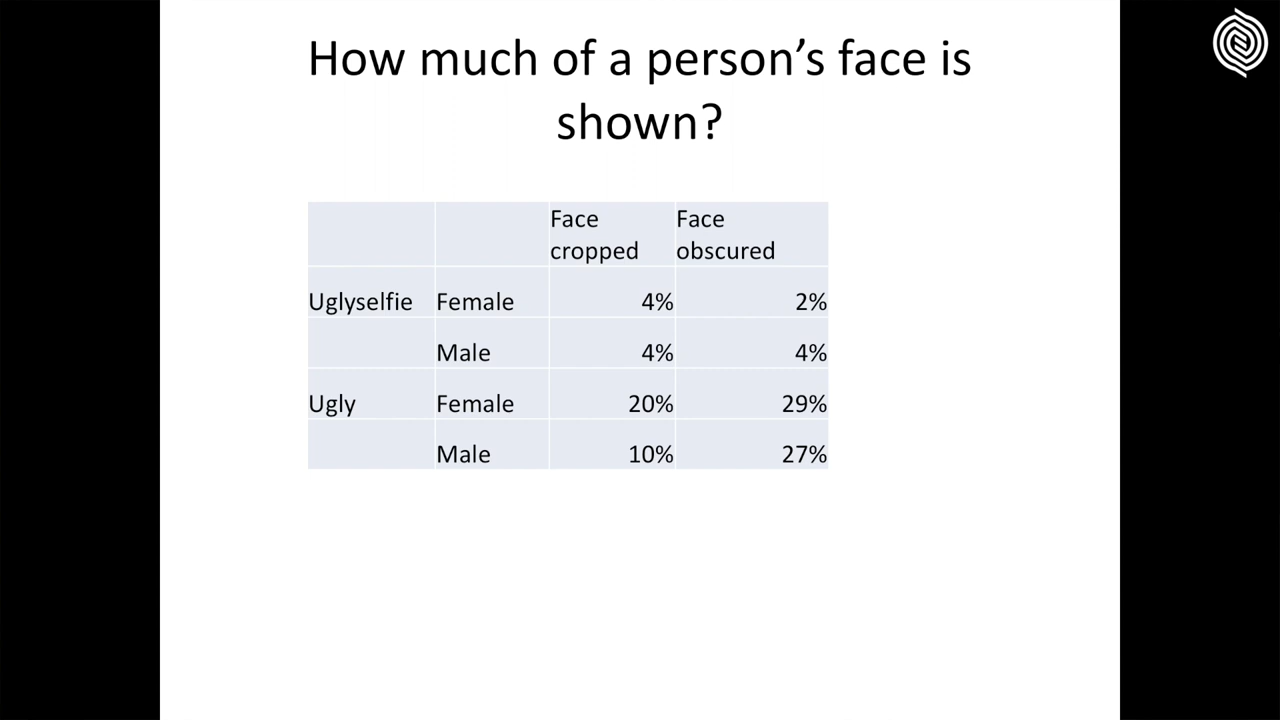 How much of a person’s face is
shown?
Face cropped Face obscured
Uglyselfie Female 4% 2%
Male 4% 4%
Ugly Female 20% 29%
Male 10% 27%